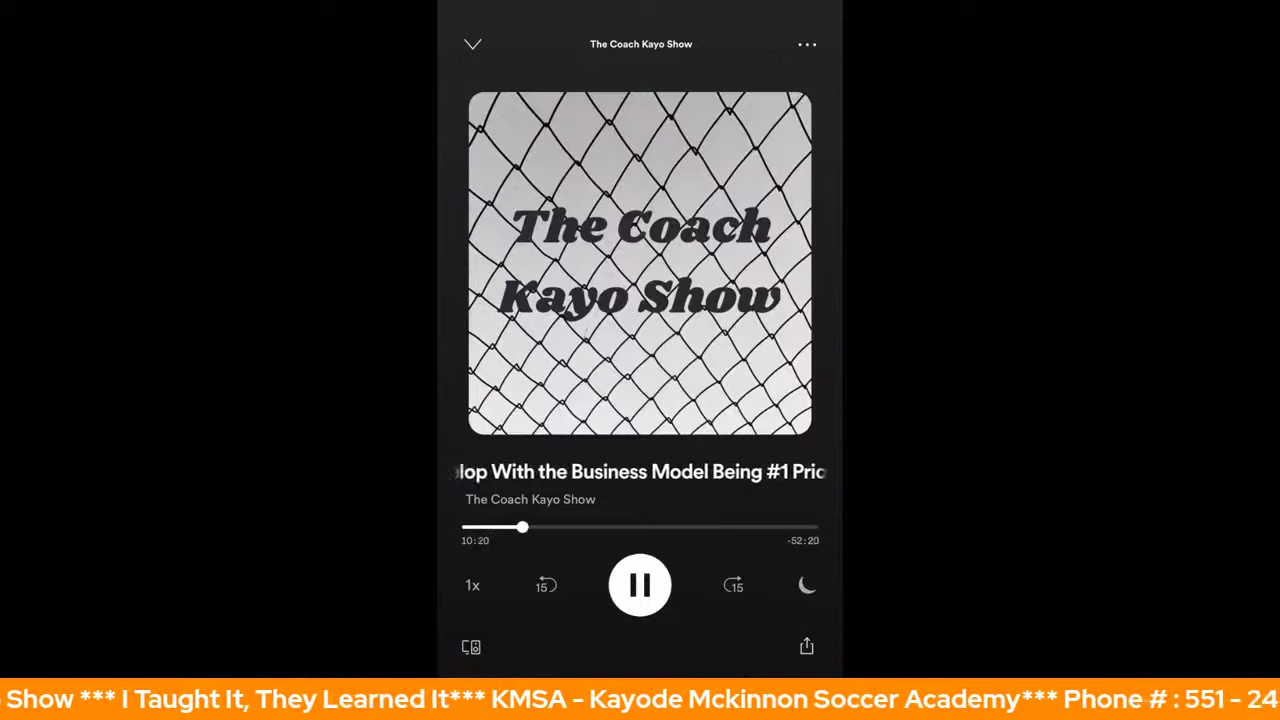 The Coach Kayo Show
The Coach
Kayo Show
With the Business Model Being #1
The Coach Kayo Show
10:20
-52:20
1x
15
15
Show *** I Taught It, They Learned It*** KMSA - Kayode Mckinnon Soccer Academy*** Phone # : 551 - 24